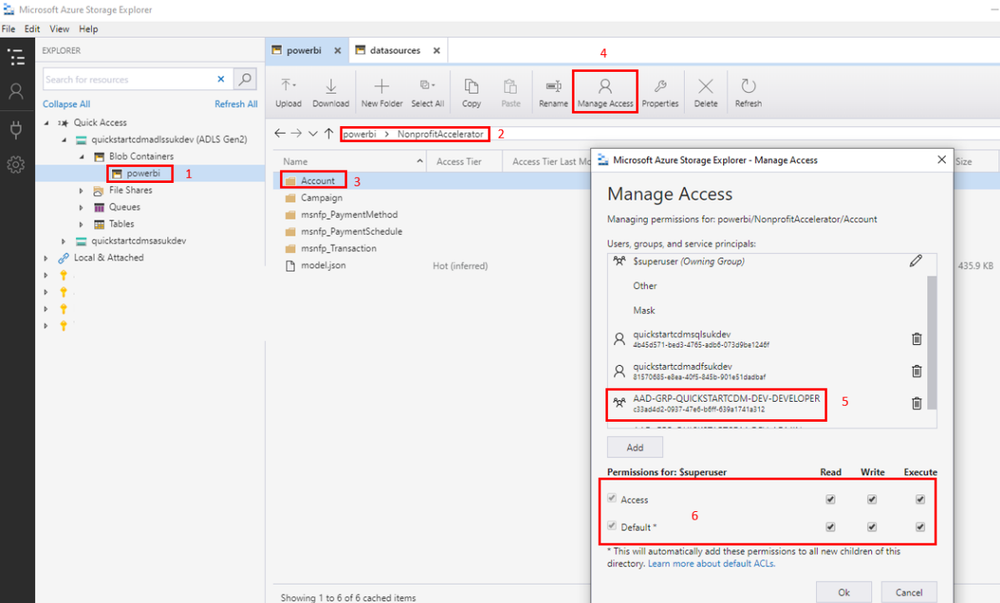 Microsoft Azure Storage Explorer
File Edit View Help
EXPLORER
Search for resources
Collapse All
Refresh All
Quick Access
quickstartcdmadlssukdev (ADLS Gen2)
Blob Containers
powerbi
1
File Shares
Queues
Tables
quickstartcdmsasukdev
Local & Attached
powerbi
datasources
4
Upload
Download
New Folder
Select All
Copy
Paste
Rename
Manage Access
Properties
Delete
Refresh
powerbi > NonprofitAccelerator
2
Name
Access Tier
Access Tier Last Mo
Size
Account
3
Campaign
msnfp_PaymentMethod
msnfp_PaymentSchedule
msnfp_Transaction
model.json
Hot (inferred)
435.9 KB
Showing 1 to 6 of 6 cached items
Microsoft Azure Storage Explorer - Manage Access
Manage Access
Managing permissions for: powerbi/NonprofitAccelerator/Account
Users, groups, and service principals:
$superuser (Owning Group)
Other
Mask
quickstartcdmsqlsukdev
4b45d571-bed3-4765-adb6-073d9be1246f
quickstartcdmadfsukdev
81570685-e8ea-40f5-845b-901e51dadbaf
AAD-GRP-QUICKSTARTCDM-DEV-DEVELOPER
c33ad4d2-0937-47e6-b6ff-639a1741a312
5
Add
Permissions for: $superuser
Read
Write
Execute
Access
6
Default *
* This will automatically add these permissions to all new children of this
directory. Learn more about default ACLs.
Ok
Cancel